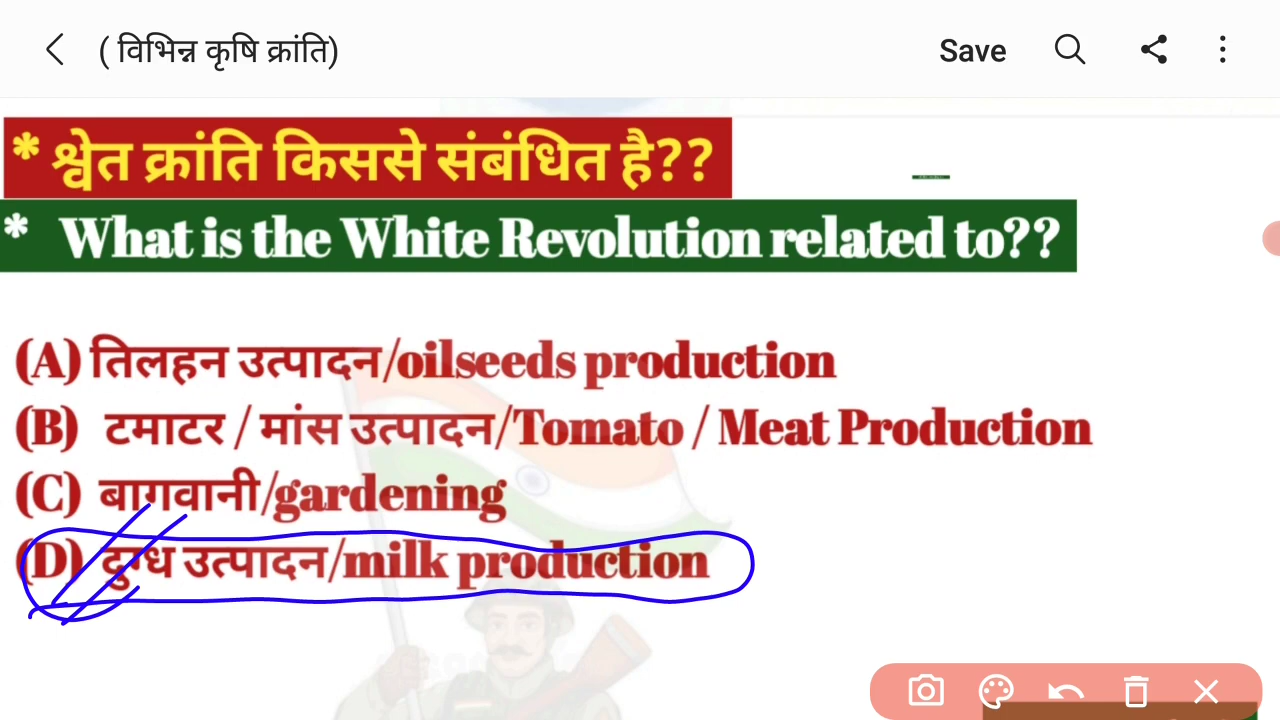 ( विभिन्न कृषि क्रांति)
Save
* श्वेत क्रांति किससे संबंधित है??
* What is the White Revolution related to??
(A) तिलहन उत्पादन/oilseeds production
(B) टमाटर / मांस उत्पादन/Tomato / Meat Production
(C) बागवानी/gardening
(D) दुग्ध उत्पादन/milk production